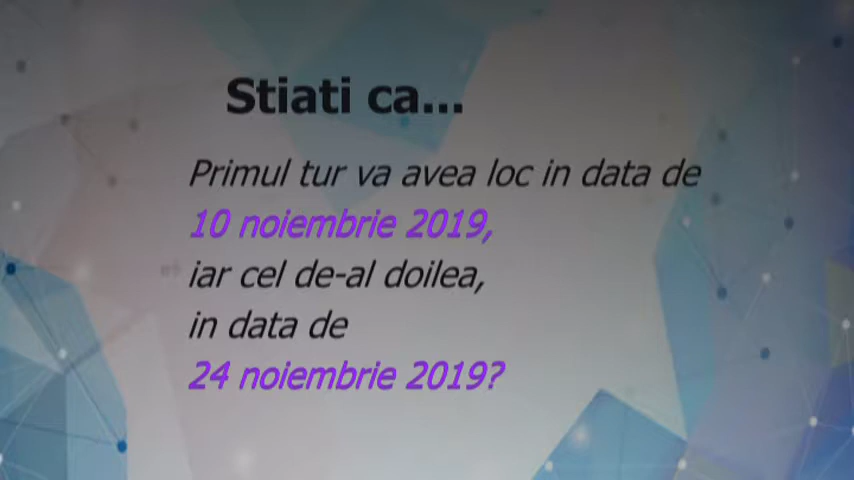 Stiati ca...
Primul tur va avea loc in data de
10 noiembrie 2019,
iar cel de-al doilea,
in data de
24 noiembrie 2019?